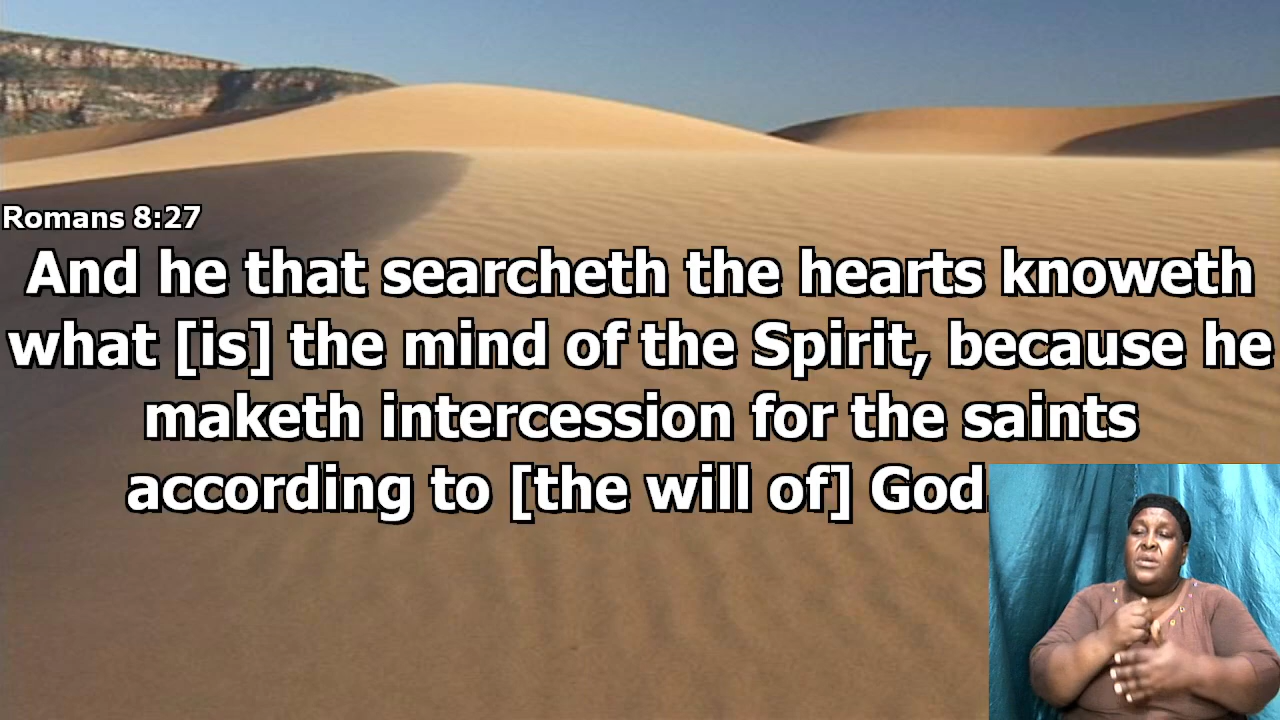 Romans 8:27
And he that searcheth the hearts knoweth
what [is] the mind of the Spirit, because he
maketh intercession for the saints
according to [the will of] God